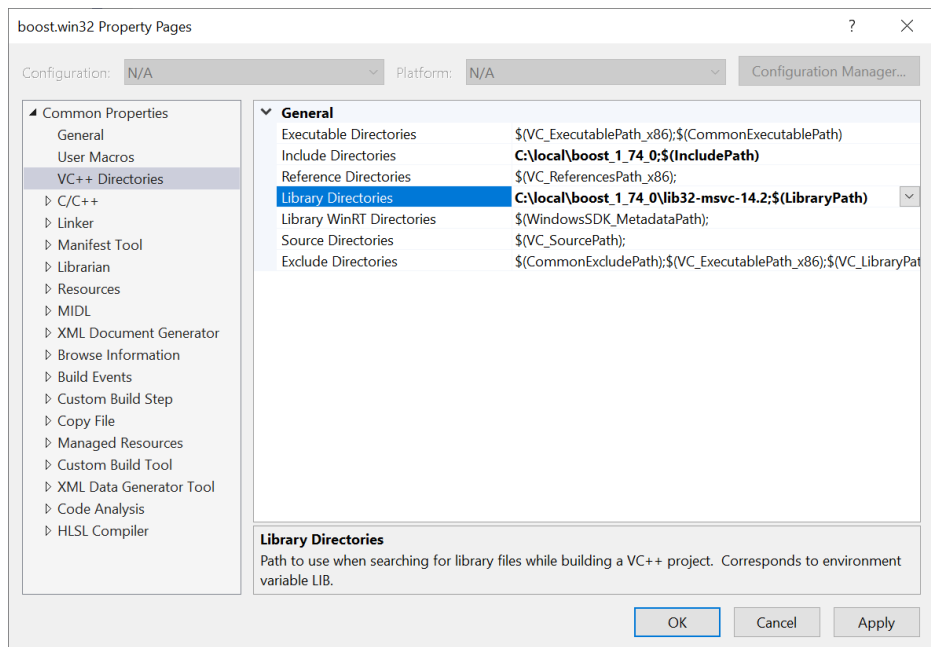 boost.win32 Property Pages ?
Configuration: N/A Platform: N/A Configuration Manager...
Common Properties
General
User Macros
VC++ Directories
C/C++
Linker
Manifest Tool
Librarian
Resources
MIDL
XML Document Generator
Browse Information
Build Events
Custom Build Step
Copy File
Managed Resources
Custom Build Tool
XML Data Generator Tool
Code Analysis
HLSL Compiler
General
Executable Directories $(VC_ExecutablePath_x86);$(CommonExecutablePath)
Include Directories C:\local\boost_1_74_0;$(IncludePath)
Reference Directories $(VC_ReferencesPath_x86);
Library Directories C:\local\boost_1_74_0\lib32-msvc-14.2;$(LibraryPath)
Library WinRT Directories $(WindowsSDK_MetadataPath);
Source Directories $(VC_SourcePath);
Exclude Directories $(CommonExcludePath);$(VC_ExecutablePath_x86);$(VC_LibraryPat
Library Directories
Path to use when searching for library files while building a VC++ project.  Corresponds to environment
variable LIB.
OK Cancel Apply